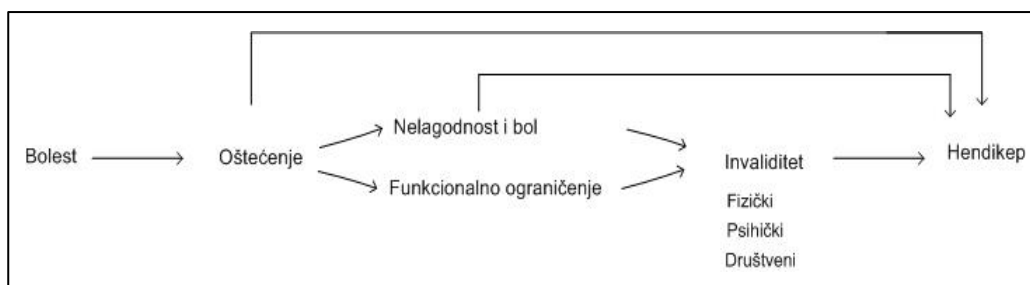 Bolest
Oštećenje
Nelagodnost i bol
Funkcionalno ograničenje
Invaliditet
Fizički
Psihički
Društveni
Hendikep